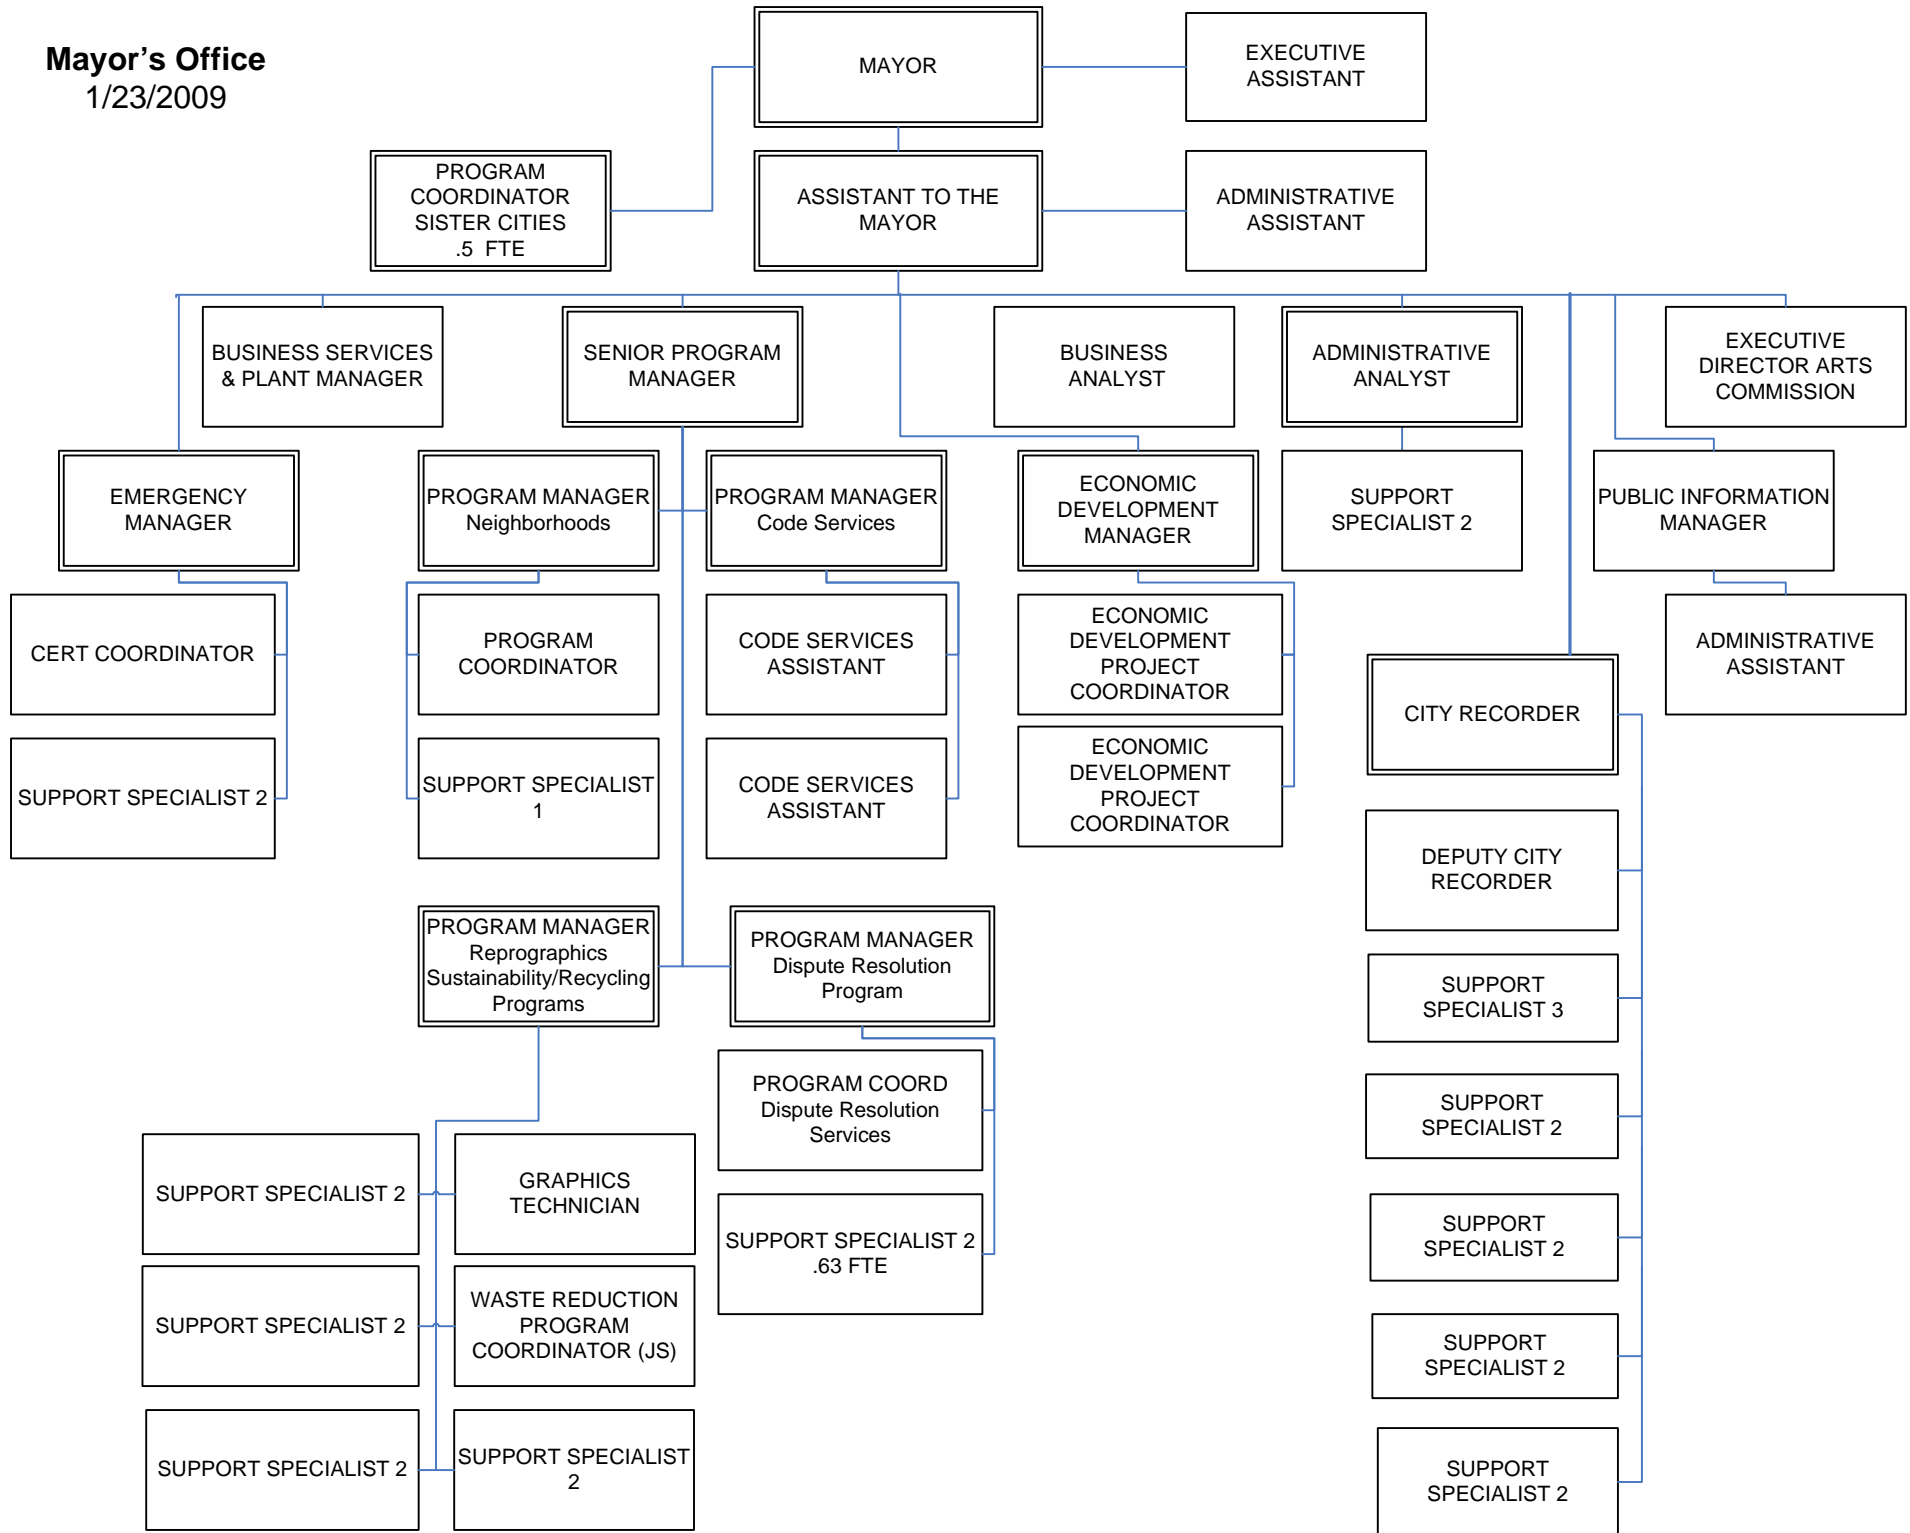 Mayor's Office
1/23/2009
MAYOR
EXECUTIVE
ASSISTANT
PROGRAM
COORDINATOR
SISTER CITIES
.5 FTE
ASSISTANT TO THE
MAYOR
ADMINISTRATIVE
ASSISTANT
BUSINESS SERVICES
& PLANT MANAGER
SENIOR PROGRAM
MANAGER
BUSINESS
ANALYST
ADMINISTRATIVE
ANALYST
EXECUTIVE
DIRECTOR ARTS
COMMISSION
EMERGENCY
MANAGER
PROGRAM MANAGER
Neighborhoods
PROGRAM MANAGER
Code Services
ECONOMIC
DEVELOPMENT
MANAGER
SUPPORT
SPECIALIST 2
PUBLIC INFORMATION
MANAGER
CERT COORDINATOR
PROGRAM
COORDINATOR
CODE SERVICES
ASSISTANT
ECONOMIC
DEVELOPMENT
PROJECT
COORDINATOR
CITY RECORDER
ADMINISTRATIVE
ASSISTANT
SUPPORT SPECIALIST 2
SUPPORT SPECIALIST
1
CODE SERVICES
ASSISTANT
ECONOMIC
DEVELOPMENT
PROJECT
COORDINATOR
DEPUTY CITY
RECORDER
PROGRAM MANAGER
Reprographics
Sustainability/Recycling
Programs
PROGRAM MANAGER
Dispute Resolution
Program
SUPPORT
SPECIALIST 3
PROGRAM COORD
Dispute Resolution
Services
SUPPORT
SPECIALIST 2
SUPPORT SPECIALIST 2
GRAPHICS
TECHNICIAN
SUPPORT SPECIALIST 2
.63 FTE
SUPPORT
SPECIALIST 2
SUPPORT SPECIALIST 2
WASTE REDUCTION
PROGRAM
COORDINATOR (JS)
SUPPORT
SPECIALIST 2
SUPPORT SPECIALIST 2
SUPPORT SPECIALIST
2
SUPPORT
SPECIALIST 2